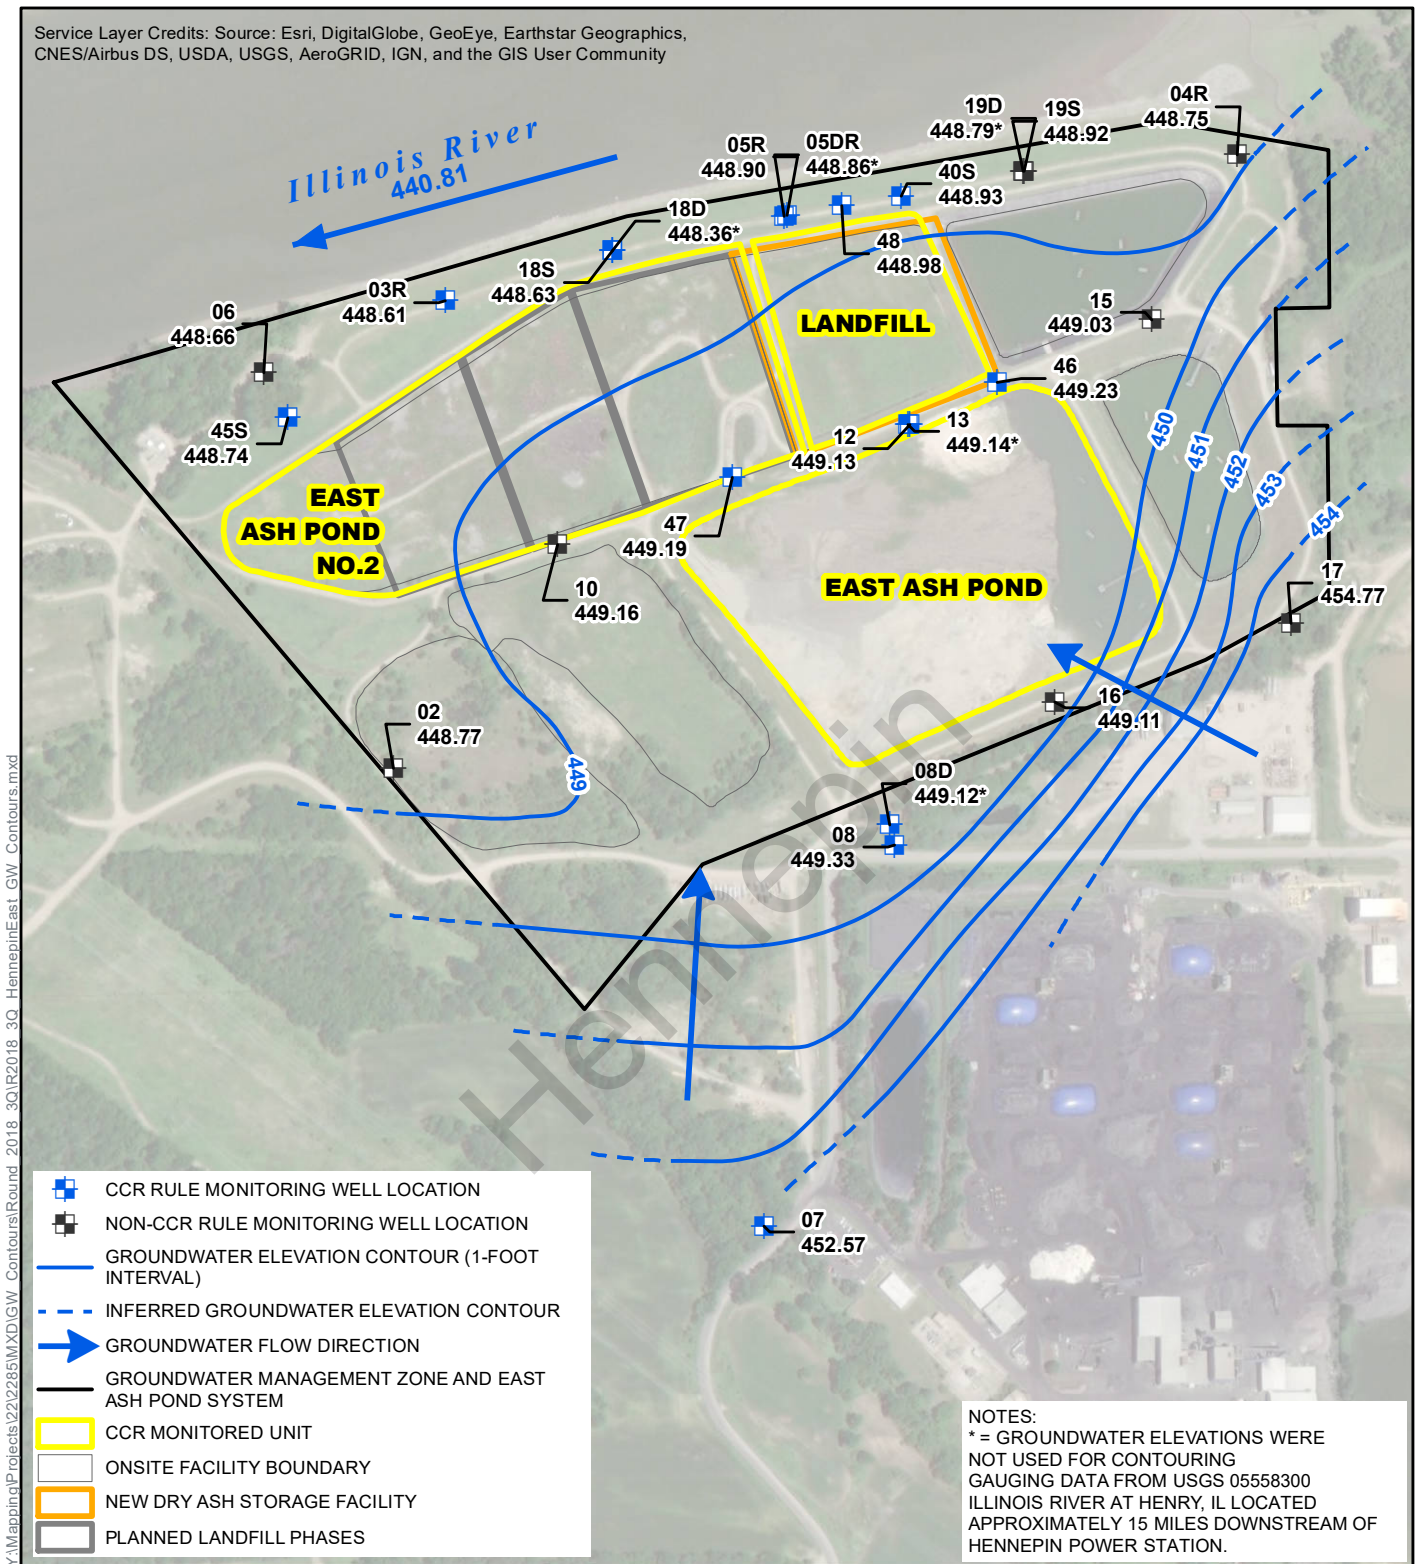 Service Layer Credits: Source: Esri, DigitalGlobe, GeoEye, Earthstar Geographics,
CNES/Airbus DS, USDA, USGS, AeroGRID, IGN, and the GIS User Community
Illinois River
440.81
04R
448.75
19D
448.79*
19S
448.92
05R
448.90
05DR
448.86*
40S
448.93
18D
448.36*
48
448.98
18S
448.63
03R
448.61
06
448.66
15
449.03
LANDFILL
46
449.23
45S
448.74
12
449.13
13
449.14*
450
451
452
453
454
EAST
ASH POND
NO.2
47
449.19
EAST ASH POND
10
449.16
17
454.77
16
449.11
02
448.77
449
08D
449.12*
08
449.33
Hennepin
07
452.57
CCR RULE MONITORING WELL LOCATION
NON-CCR RULE MONITORING WELL LOCATION
GROUNDWATER ELEVATION CONTOUR (1-FOOT
INTERVAL)
INFERRED GROUNDWATER ELEVATION CONTOUR
GROUNDWATER FLOW DIRECTION
GROUNDWATER MANAGEMENT ZONE AND EAST
ASH POND SYSTEM
CCR MONITORED UNIT
ONSITE FACILITY BOUNDARY
NEW DRY ASH STORAGE FACILITY
PLANNED LANDFILL PHASES
NOTES:
* = GROUNDWATER ELEVATIONS WERE
NOT USED FOR CONTOURING
GAUGING DATA FROM USGS 05558300
ILLINOIS RIVER AT HENRY, IL LOCATED
APPROXIMATELY 15 MILES DOWNSTREAM OF
HENNEPIN POWER STATION.
Y:\Mapping\Projects\22\2285\MXD\GW_Contours\Round_2018_3Q\R2018_3Q_HennepinEast_GW_Contours.mxd